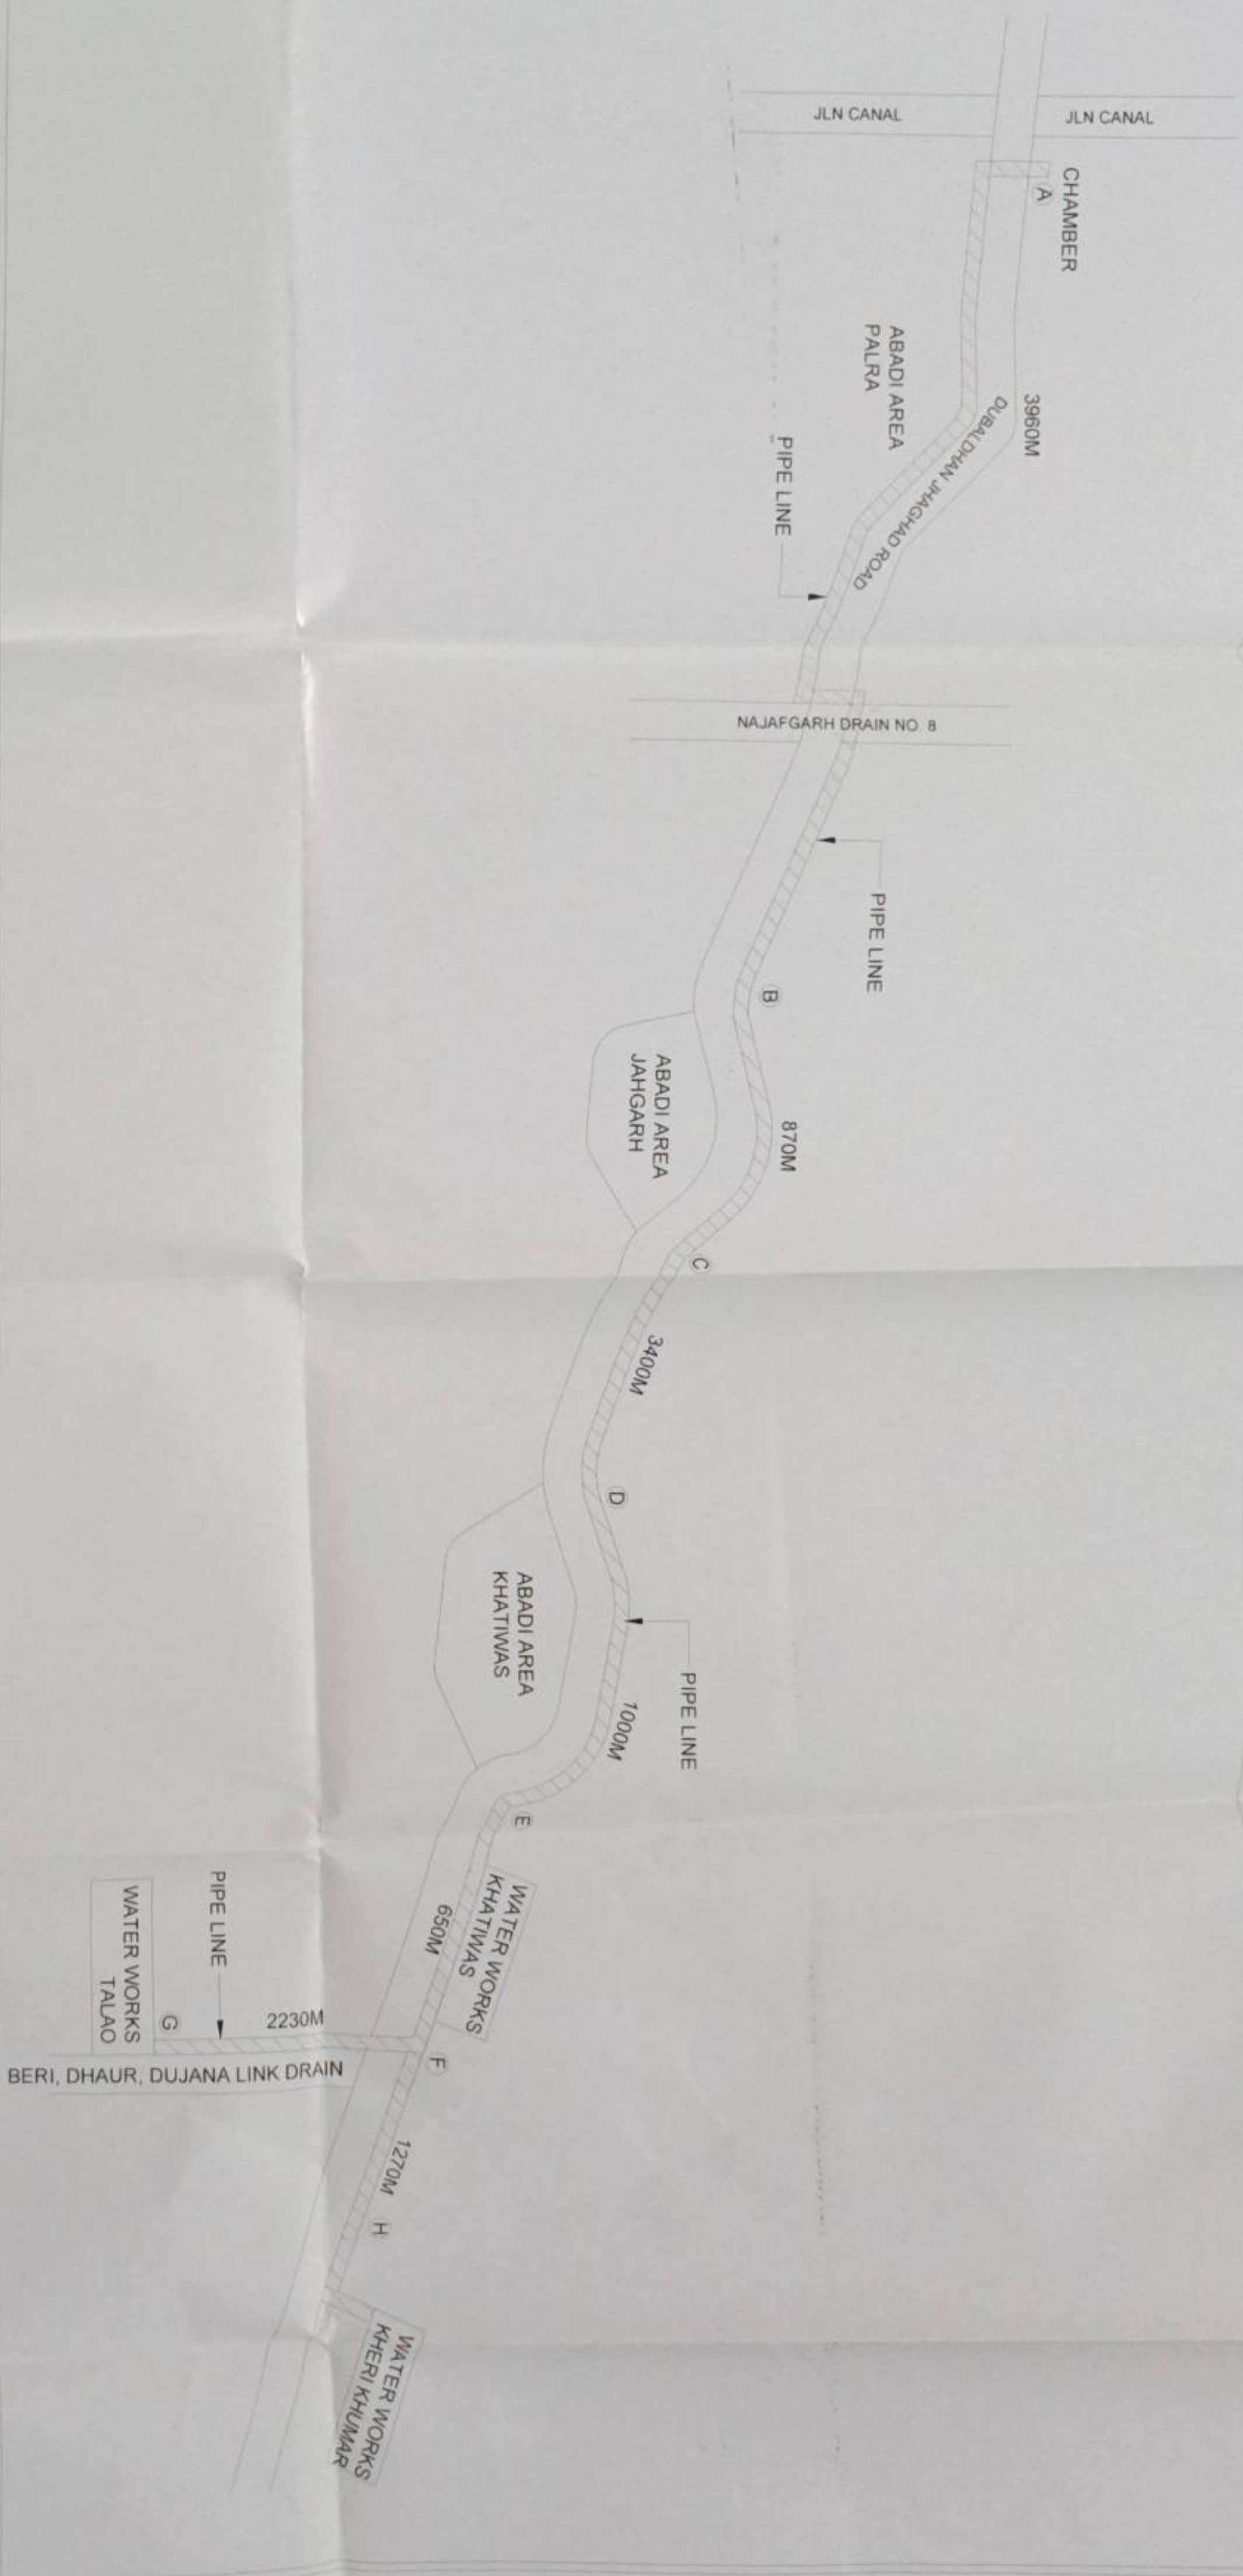 JLN CANAL
JLN CANAL
CHAMBER
A
3960M
DUBALDHAN JHAGHAD ROAD
ABADI AREA
PALRA
PIPE LINE
NAJAFGARH DRAIN NO. 8
PIPE LINE
B
ABADI AREA
JAHGARH
870M
C
3400M
D
ABADI AREA
KHATIWAS
PIPE LINE
1000M
E
WATER WORKS
KHATIWAS
650M
PIPE LINE
WATER WORKS
TALAO
G
2230M
F
BERI, DHAUR, DUJANA LINK DRAIN
1270M
H
WATER WORKS
KHERI KHUMAR